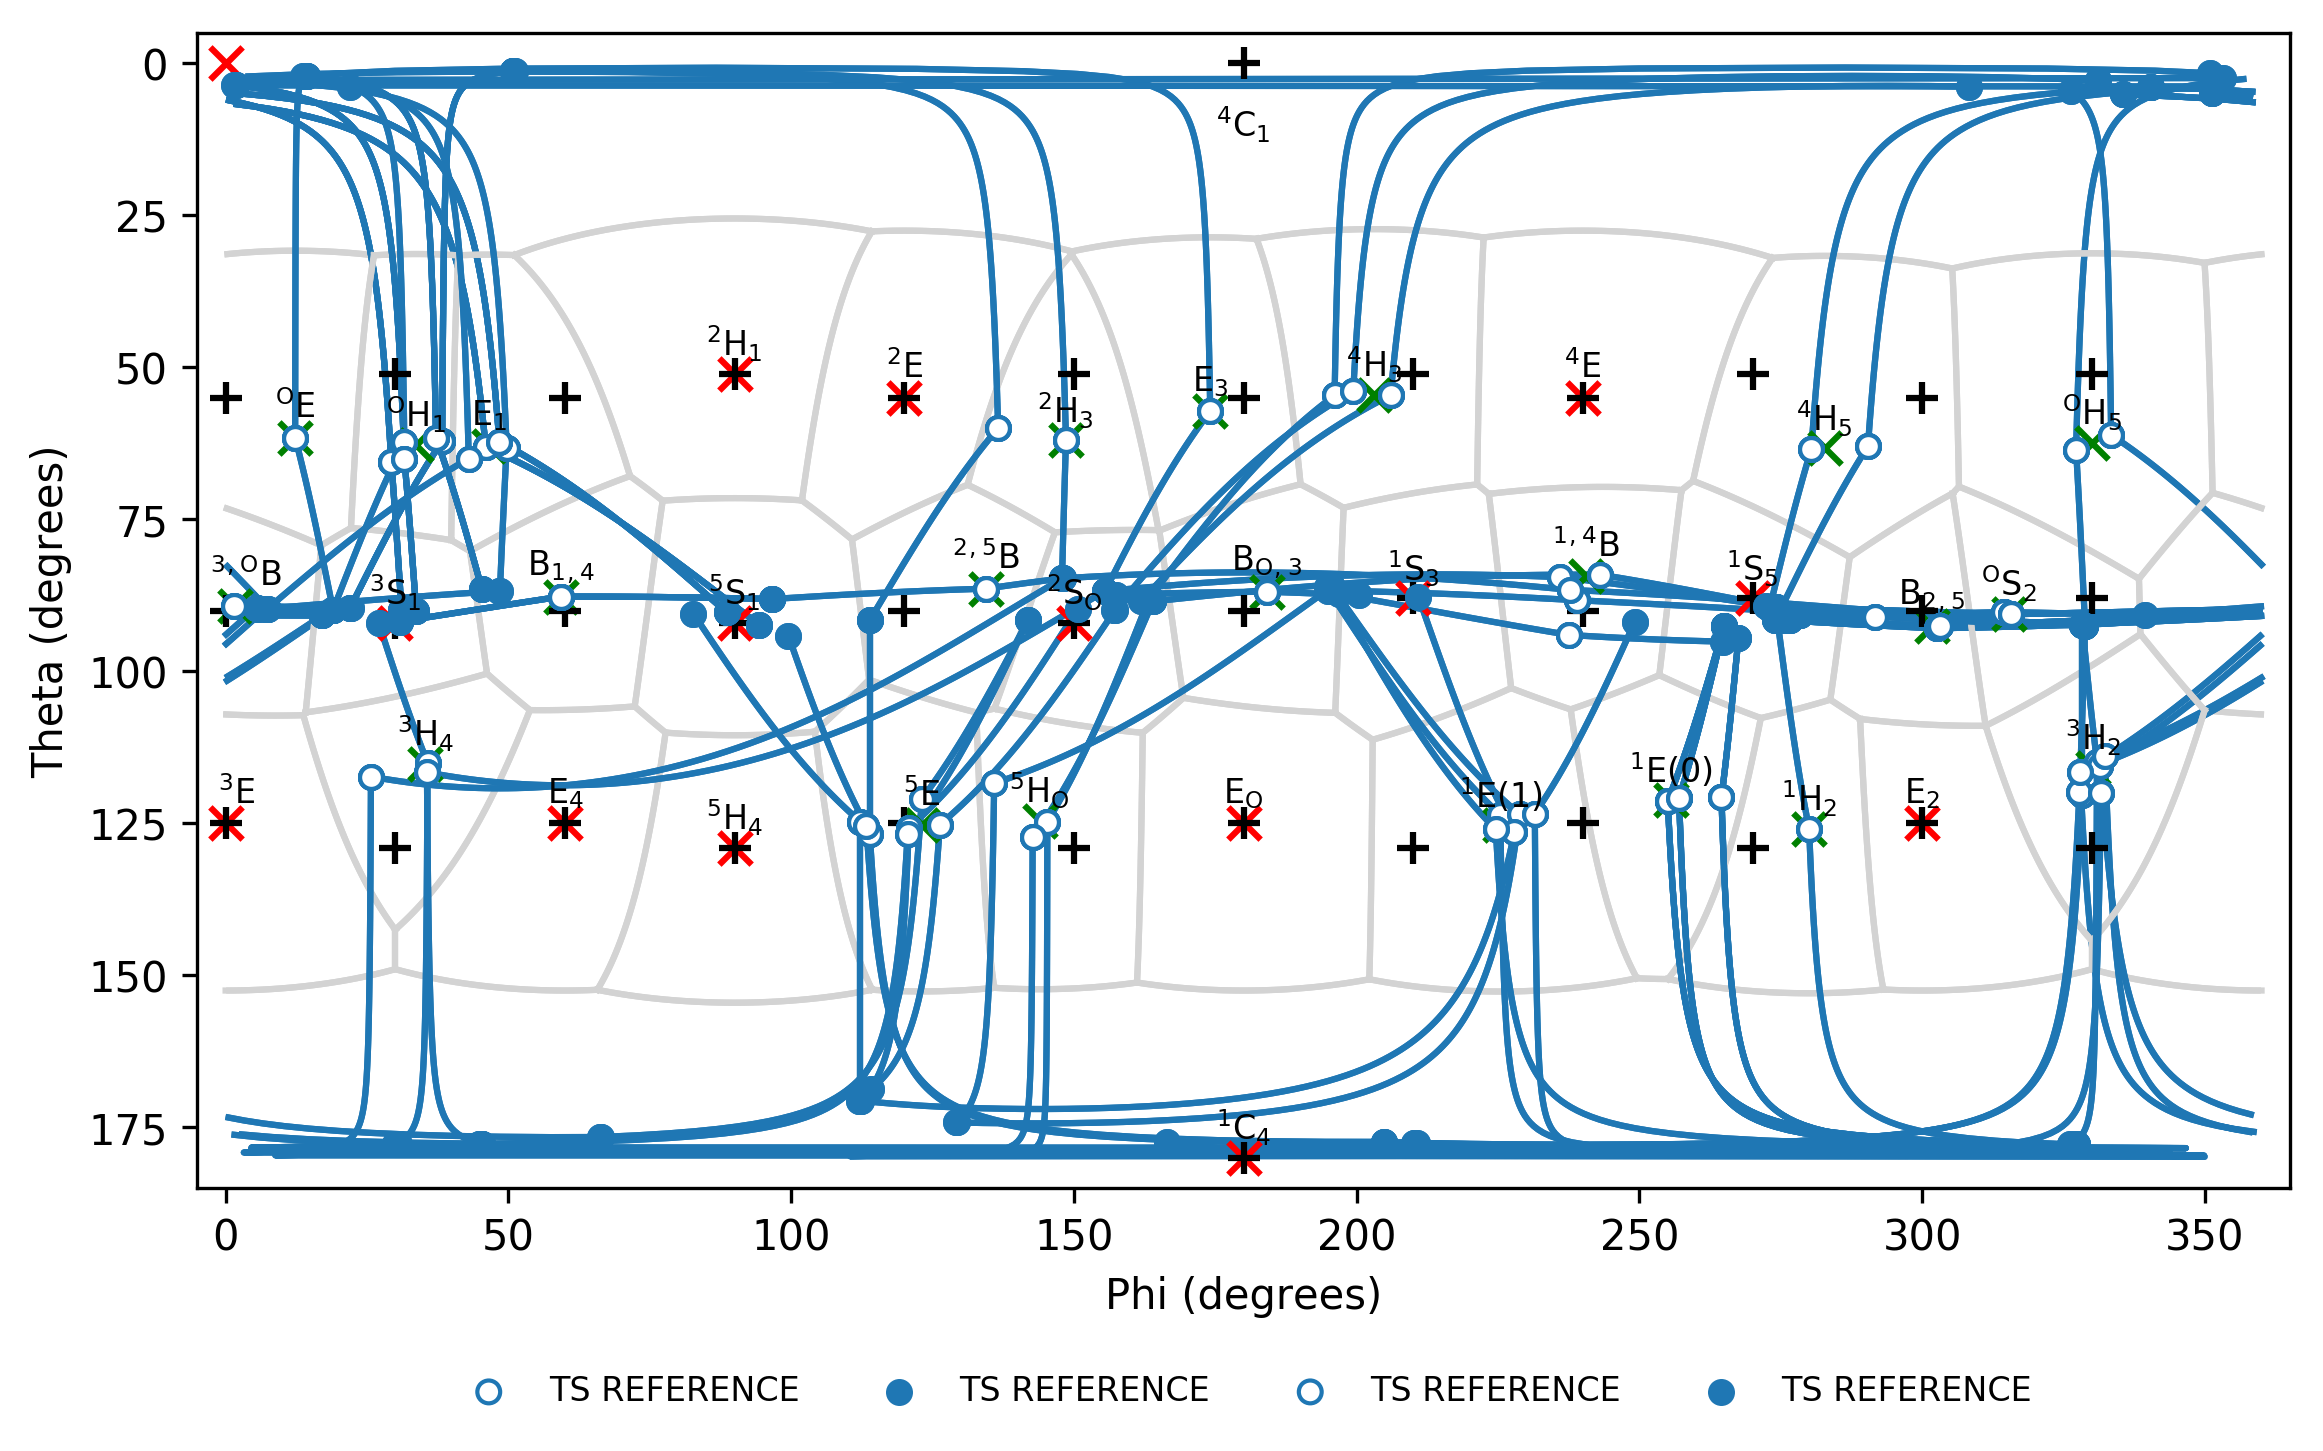 0
⁴C₁
25
²H₁
²E
⁴E
50
ᴼE
ᴼH₁
E₁
²H₃
E₃
⁴H₃
⁴H₅
ᴼH₅
75
³,ᴼB
³S₁
B₁,₄
⁵S₁
²,⁵B
²Sₒ
Bₒ,₃
¹S₃
¹,⁴B
¹S₅
B₂,₅
ᴼS₂
100
³H₄
³H₂
³E
E₄
⁵H₄
⁵E
⁵Hₒ
Eₒ
¹E(1)
¹E(0)
¹H₂
E₂
125
150
175
¹C₄
Theta (degrees)
0 50 100 150 200 250 300 350
Phi (degrees)
TS REFERENCE TS REFERENCE TS REFERENCE TS REFERENCE